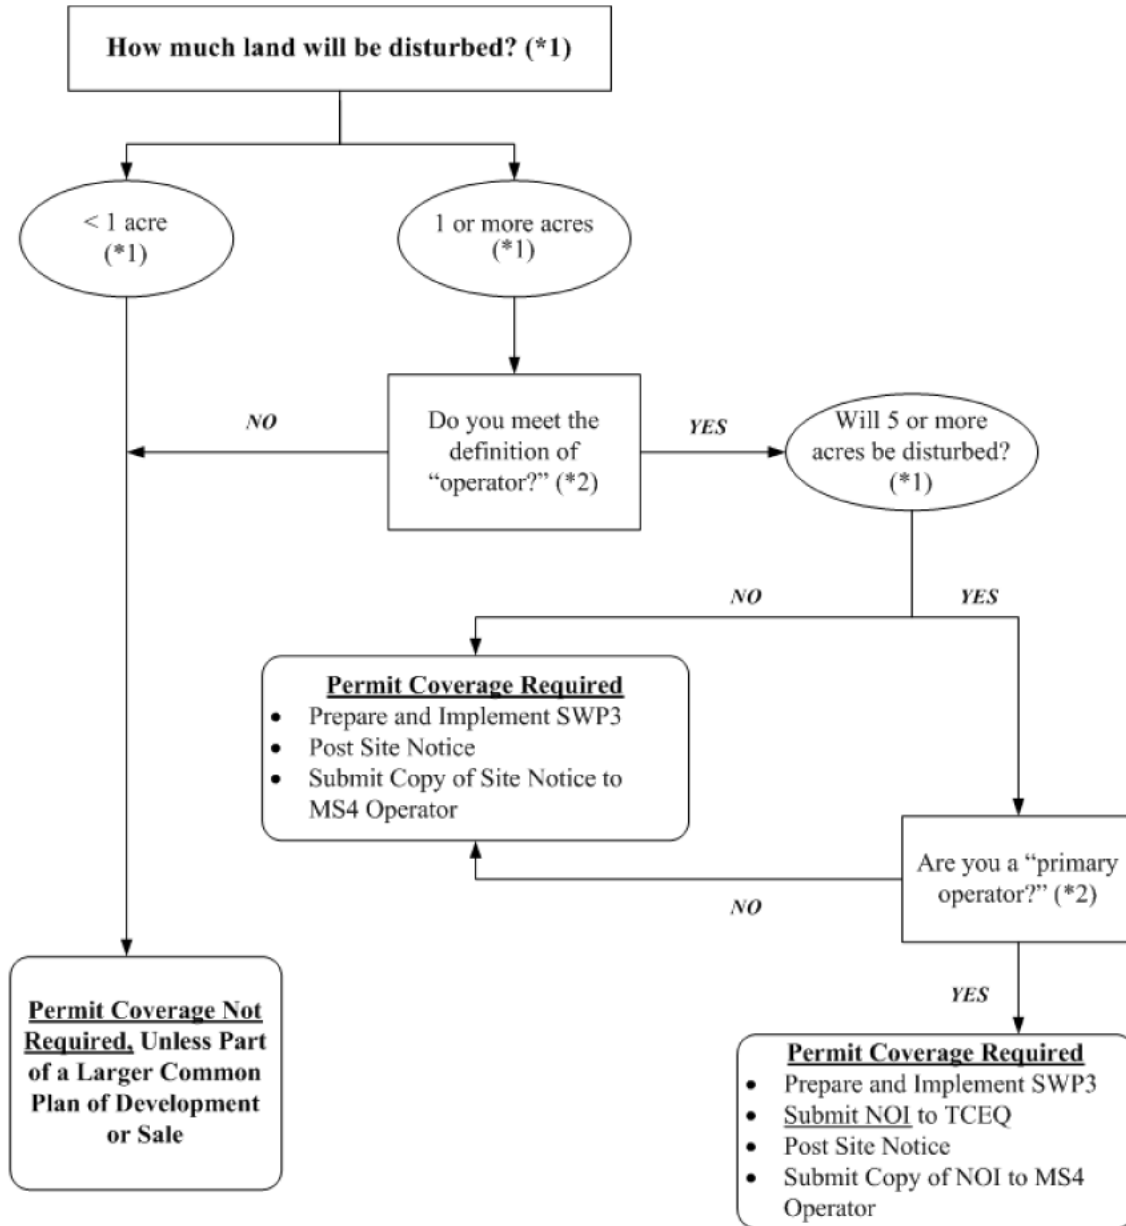 How much land will be disturbed? (*1)
< 1 acre
(*1)
1 or more acres
(*1)
NO
Do you meet the
definition of
“operator?” (*2)
YES
Will 5 or more
acres be disturbed?
(*1)
NO
YES
Permit Coverage Required
• Prepare and Implement SWP3
• Post Site Notice
• Submit Copy of Site Notice to
MS4 Operator
Are you a “primary
operator?” (*2)
NO
YES
Permit Coverage Not
Required, Unless Part
of a Larger Common
Plan of Development
or Sale
Permit Coverage Required
• Prepare and Implement SWP3
• Submit NOI to TCEQ
• Post Site Notice
• Submit Copy of NOI to MS4
Operator